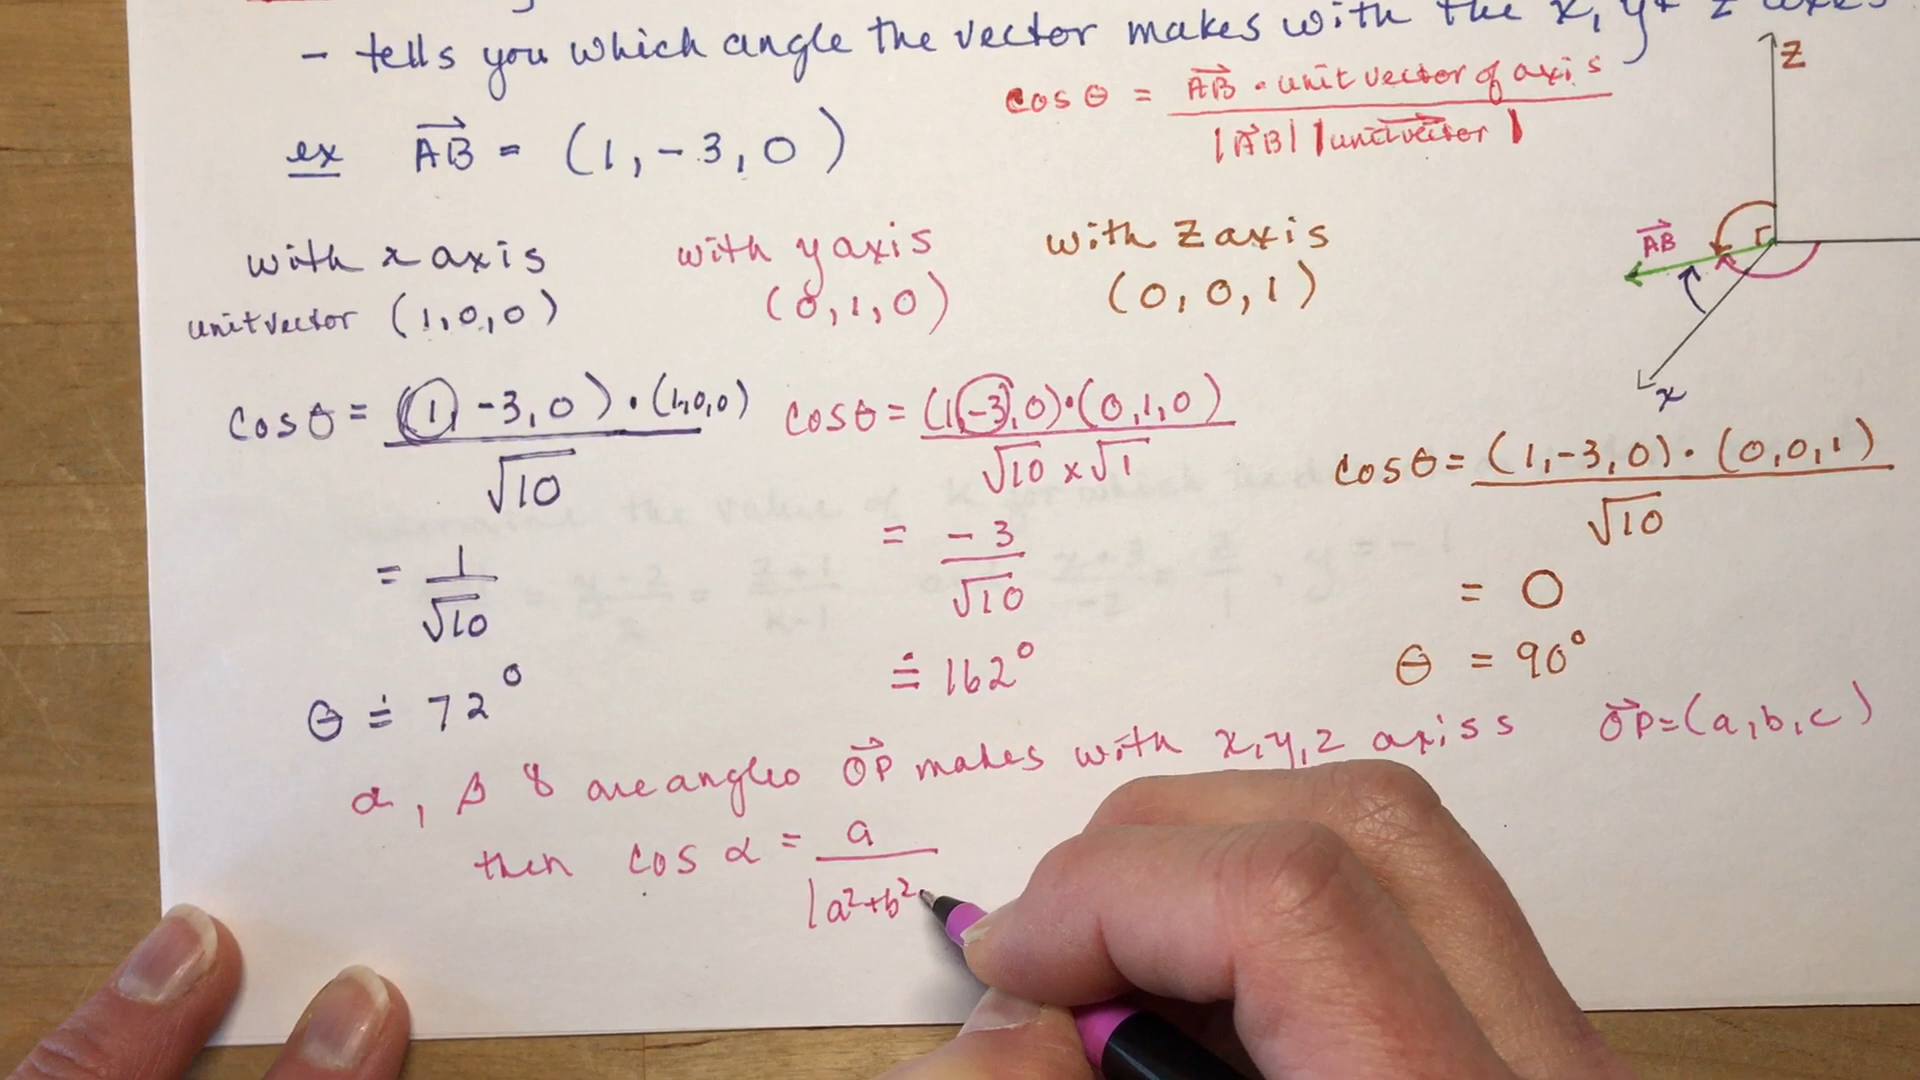 - tells you which angle the vector makes with the x, y + z axes
cos θ = AB • unit vector of axis
|AB| |unit vector|
z
ex AB = (1, -3, 0)
with x axis
with y axis
with z axis
AB
unit vector (1,0,0)
(0,1,0)
(0,0,1)
x
cos θ = (1, -3, 0) • (1,0,0)
√10
cos θ = (1,-3,0)•(0,1,0)
√10 x √1
cos θ = (1,-3,0) • (0,0,1)
√10
= 1
√10
= -3
√10
= 0
θ ≐ 72°
≐ 162°
θ = 90°
α, β γ are angles OP makes with x,y,z axiss OP=(a,b,c)
then cos α = a
|a²+b²